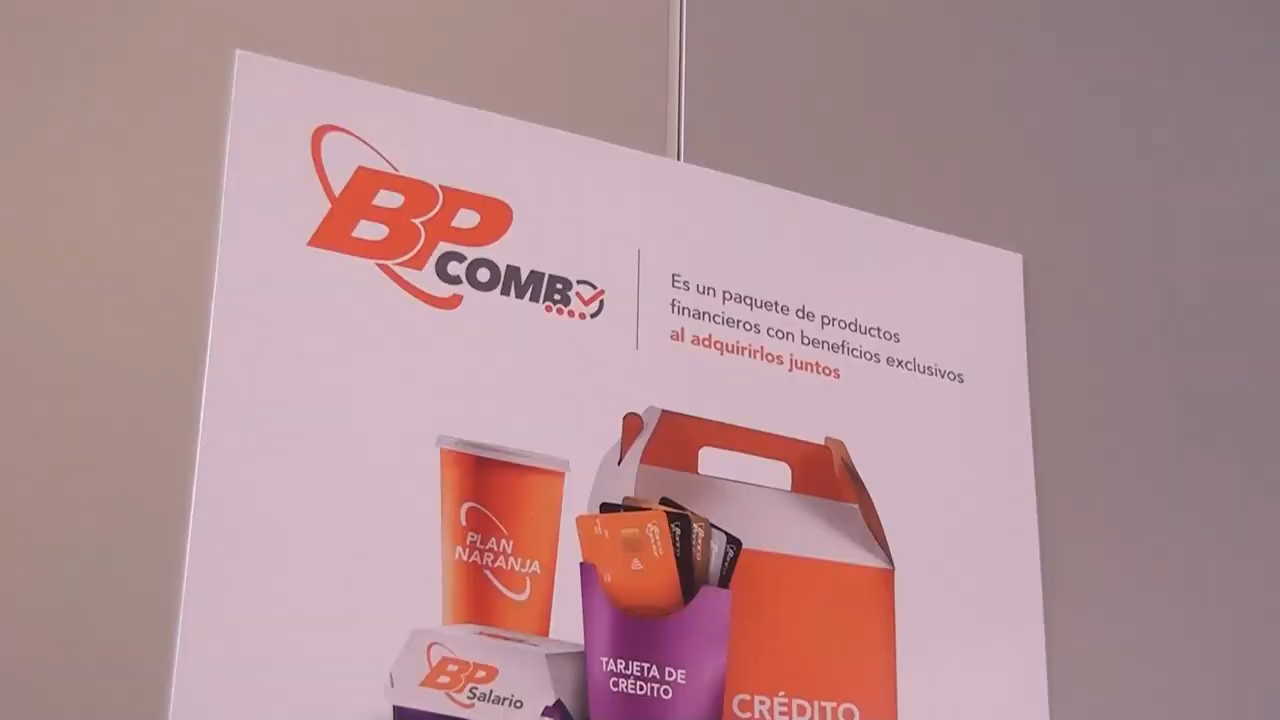 BP
COMBO
Es un paquete de productos
financieros con beneficios exclusivos
al adquirirlos juntos
PLAN
NARANJA
BP
Salario
TARJETA DE
CRÉDITO
CRÉDITO